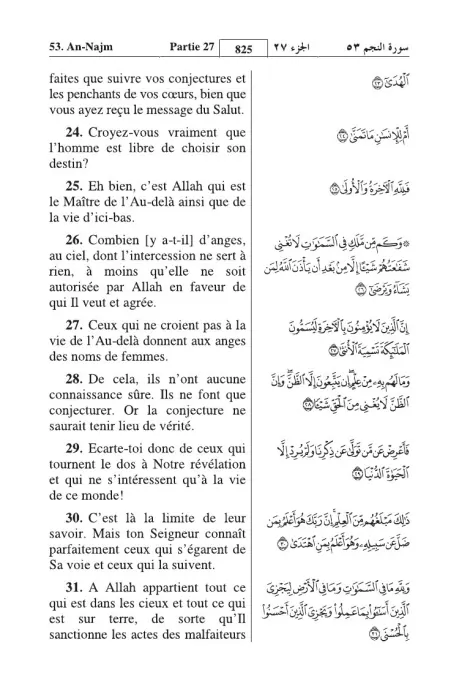 53. An-Najm Partie 27 825 الجزء ٢٧ سورة النجم ٥٣
faites que suivre vos conjectures et
les penchants de vos cœurs, bien que
vous ayez reçu le message du Salut.
24. Croyez-vous vraiment que
l’homme est libre de choisir son
destin?
25. Eh bien, c’est Allah qui est
le Maître de l’Au-delà ainsi que de
la vie d’ici-bas.
26. Combien [y a-t-il] d’anges,
au ciel, dont l’intercession ne sert à
rien, à moins qu’elle ne soit
autorisée par Allah en faveur de
qui Il veut et agrée.
27. Ceux qui ne croient pas à la
vie de l’Au-delà donnent aux anges
des noms de femmes.
28. De cela, ils n’ont aucune
connaissance sûre. Ils ne font que
conjecturer. Or la conjecture ne
saurait tenir lieu de vérité.
29. Ecarte-toi donc de ceux qui
tournent le dos à Notre révélation
et qui ne s’intéressent qu’à la vie
de ce monde!
30. C’est là la limite de leur
savoir. Mais ton Seigneur connaît
parfaitement ceux qui s’égarent de
Sa voie et ceux qui la suivent.
31. A Allah appartient tout ce
qui est dans les cieux et tout ce qui
est sur terre, de sorte qu’Il
sanctionne les actes des malfaiteurs
ٱلْهُدَىٰٓ ٢٣
أَمْ لِلْإِنسَٰنِ مَا تَمَنَّىٰ ٢٤
فَلِلَّهِ ٱلْءَاخِرَةُ وَٱلْأُولَىٰ ٢٥
۞ وَكَم مِّن مَّلَكٍ فِى ٱلسَّمَٰوَٰتِ لَا تُغْنِى
شَفَٰعَتُهُمْ شَيْـًٔا إِلَّا مِنۢ بَعْدِ أَن يَأْذَنَ ٱللَّهُ لِمَن
يَشَآءُ وَيَرْضَىٰٓ ٢٦
إِنَّ ٱلَّذِينَ لَا يُؤْمِنُونَ بِٱلْءَاخِرَةِ لَيُسَمُّونَ
ٱلْمَلَٰٓئِكَةَ تَسْمِيَةَ ٱلْأُنثَىٰ ٢٧
وَمَا لَهُم بِهِۦ مِنْ عِلْمٍ ۖ إِن يَتَّبِعُونَ إِلَّا ٱلظَّنَّ ۖ وَإِنَّ
ٱلظَّنَّ لَا يُغْنِى مِنَ ٱلْحَقِّ شَيْـًٔا ٢٨
فَأَعْرِضْ عَن مَّن تَوَلَّىٰ عَن ذِكْرِنَا وَلَمْ يُرِدْ إِلَّا
ٱلْحَيَوٰةَ ٱلدُّنْيَا ٢٩
ذَٰلِكَ مَبْلَغُهُم مِّنَ ٱلْعِلْمِ ۚ إِنَّ رَبَّكَ هُوَ أَعْلَمُ بِمَن
ضَلَّ عَن سَبِيلِهِۦ وَهُوَ أَعْلَمُ بِمَنِ ٱهْتَدَىٰ ٣٠
وَلِلَّهِ مَا فِى ٱلسَّمَٰوَٰتِ وَمَا فِى ٱلْأَرْضِ لِيَجْزِىَ
ٱلَّذِينَ أَسَٰٓـُٔوا۟ بِمَا عَمِلُوا۟ وَيَجْزِىَ ٱلَّذِينَ أَحْسَنُوا۟
بِٱلْحُسْنَى ٣١